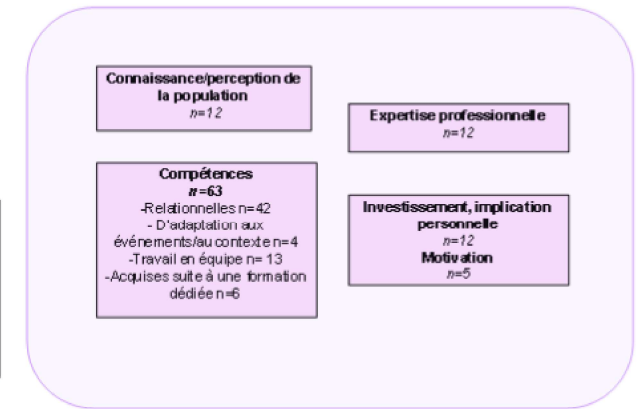 Connaissance/perception de
la population
n=12
Expertise professionnelle
n=12
Compétences
n=63
-Relationnelles n=42
- D'adaptation aux
événements/au contexte n=4
-Travail en équipe n= 13
-Acquises suite à une formation
dédiée n=6
Investissement, implication
personnelle
n=12
Motivation
n=5